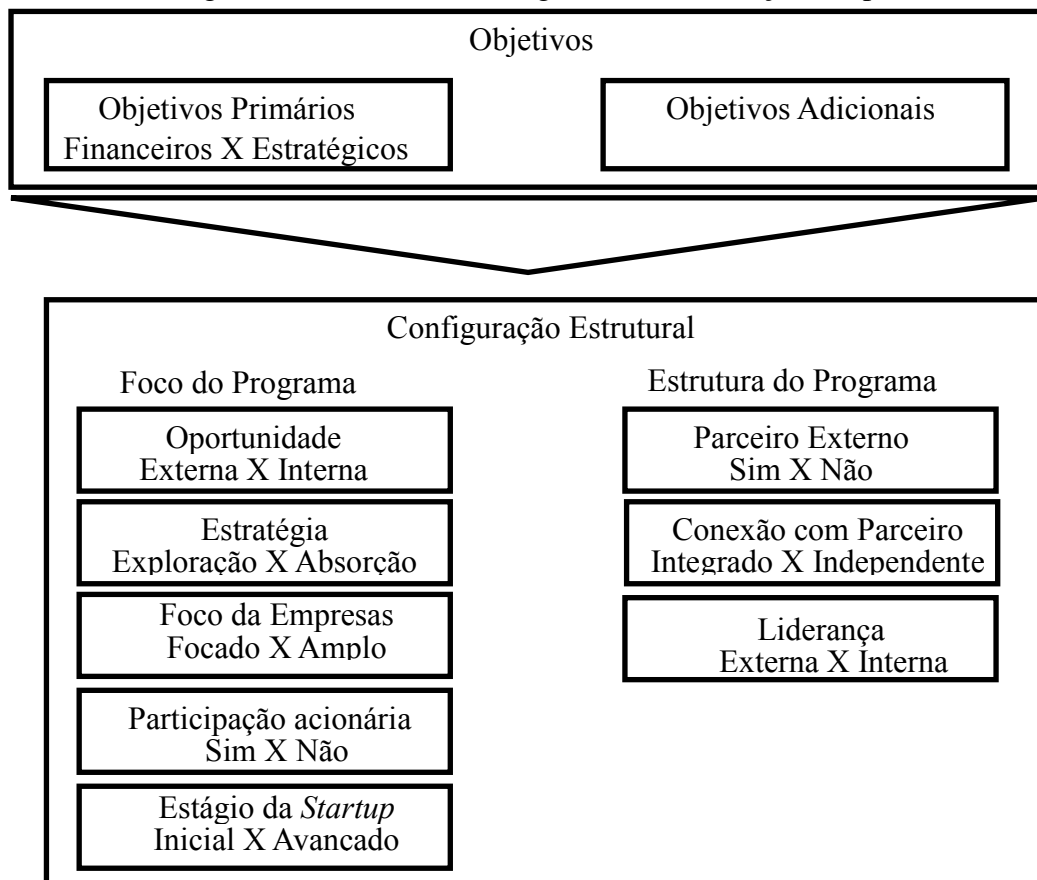 Objetivos
Objetivos Primários
Financeiros X Estratégicos
Objetivos Adicionais
Configuração Estrutural
Foco do Programa
Oportunidade
Externa X Interna
Estratégia
Exploração X Absorção
Foco da Empresas
Focado X Amplo
Participação acionária
Sim X Não
Estágio da Startup
Inicial X Avancado
Estrutura do Programa
Parceiro Externo
Sim X Não
Conexão com Parceiro
Integrado X Independente
Liderança
Externa X Interna